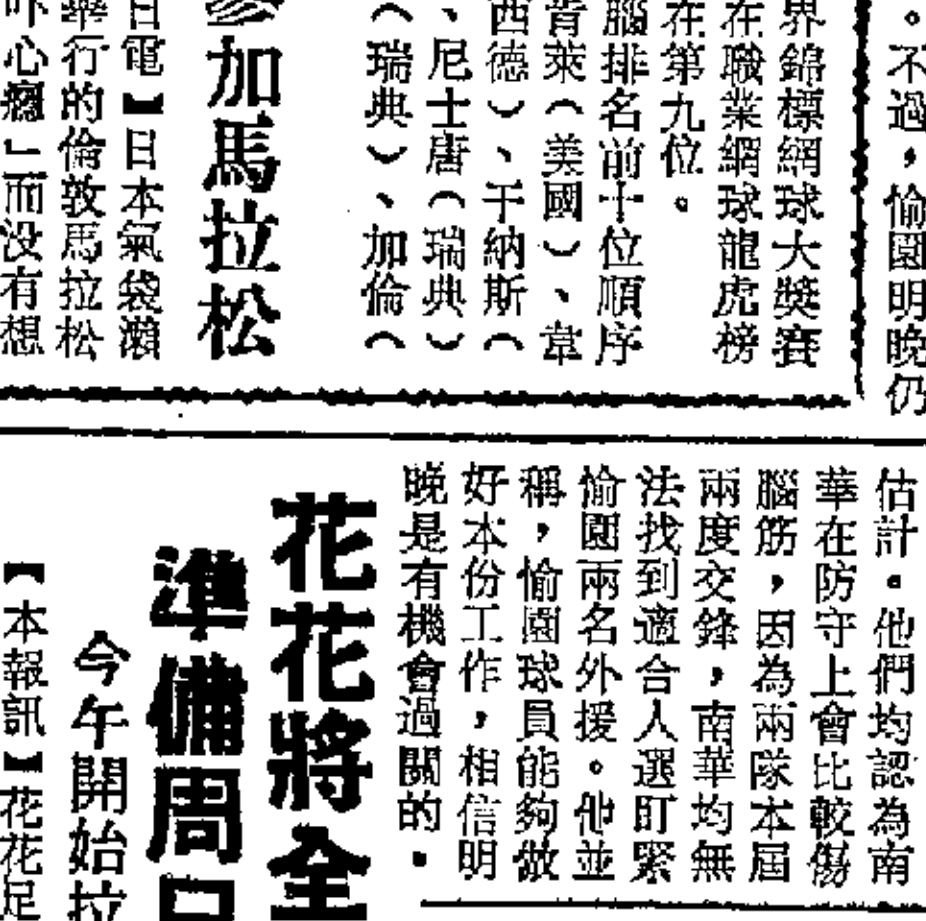 。不過，愉園明晚仍
界錦標網球大獎賽
在職業網球龍虎榜
在第九位。
腦排名前十位順序
肯萊（美國）、韋
西德）、干納斯（
、尼士唐（瑞典）
（瑞典）、加倫（
參加馬拉松
日電】日本氣袋瀨
舉行的倫敦馬拉松
吓心癮」而没有想
估計。他們均認為南
華在防守上會比較傷
腦筋，因為兩隊本屆
兩度交鋒，南華均無
法找到適合人選盯緊
愉園兩名外援。他並
稱，愉園球員能夠做
好本份工作，相信明
晚是有機會過關的。
花花將全
準備周日
今午開始拉
【本報訊】花花足